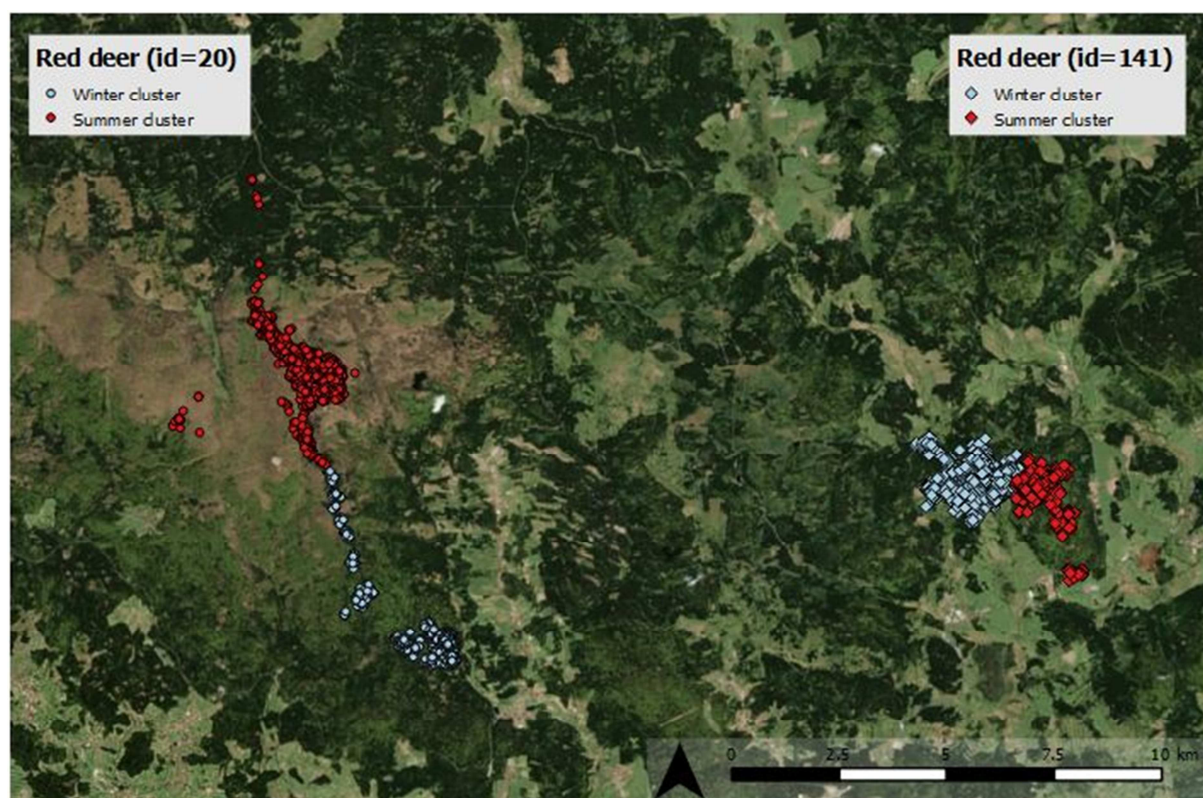 Red deer (id=20)
Winter cluster
Summer cluster
Red deer (id=141)
Winter cluster
Summer cluster
0 2.5 5 7.5 10 km